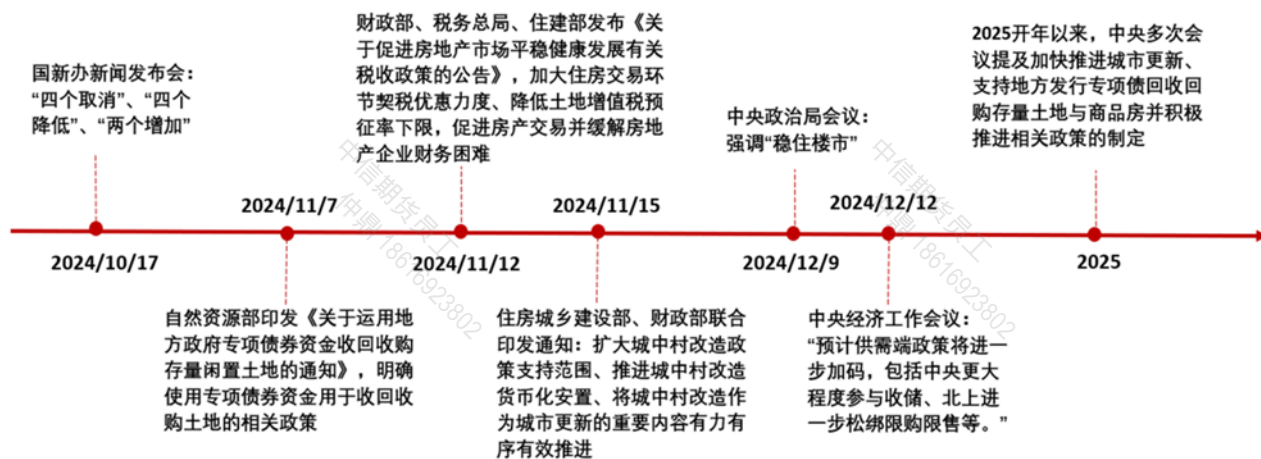 国新办新闻发布会：
“四个取消”、“四个
降低”、“两个增加”
2024/10/17
2024/11/7
自然资源部印发《关于运用地
方政府专项债券资金收回收购
存量闲置土地的通知》，明确
使用专项债券资金用于收回收
购土地的相关政策
财政部、税务总局、住建部发布《关
于促进房地产市场平稳健康发展有关
税收政策的公告》，加大住房交易环
节契税优惠力度、降低土地增值税预
征率下限，促进房产交易并缓解房地
产企业财务困难
2024/11/12
2024/11/15
住房城乡建设部、财政部联合
印发通知：扩大城中村改造政
策支持范围、推进城中村改造
货币化安置、将城中村改造作
为城市更新的重要内容有力有
序有效推进
中央政治局会议：
强调“稳住楼市”
2024/12/9
2024/12/12
中央经济工作会议：
“预计供需端政策将进一
步加码，包括中央更大
程度参与收储、北上进
一步松绑限购限售等。”
2025开年以来，中央多次会
议提及加快推进城市更新、
支持地方发行专项债回收回
购存量土地与商品房并积极
推进相关政策的制定
2025
中信期货员工
仲鼎 18616923802
中信期货员工
仲鼎 18616923802